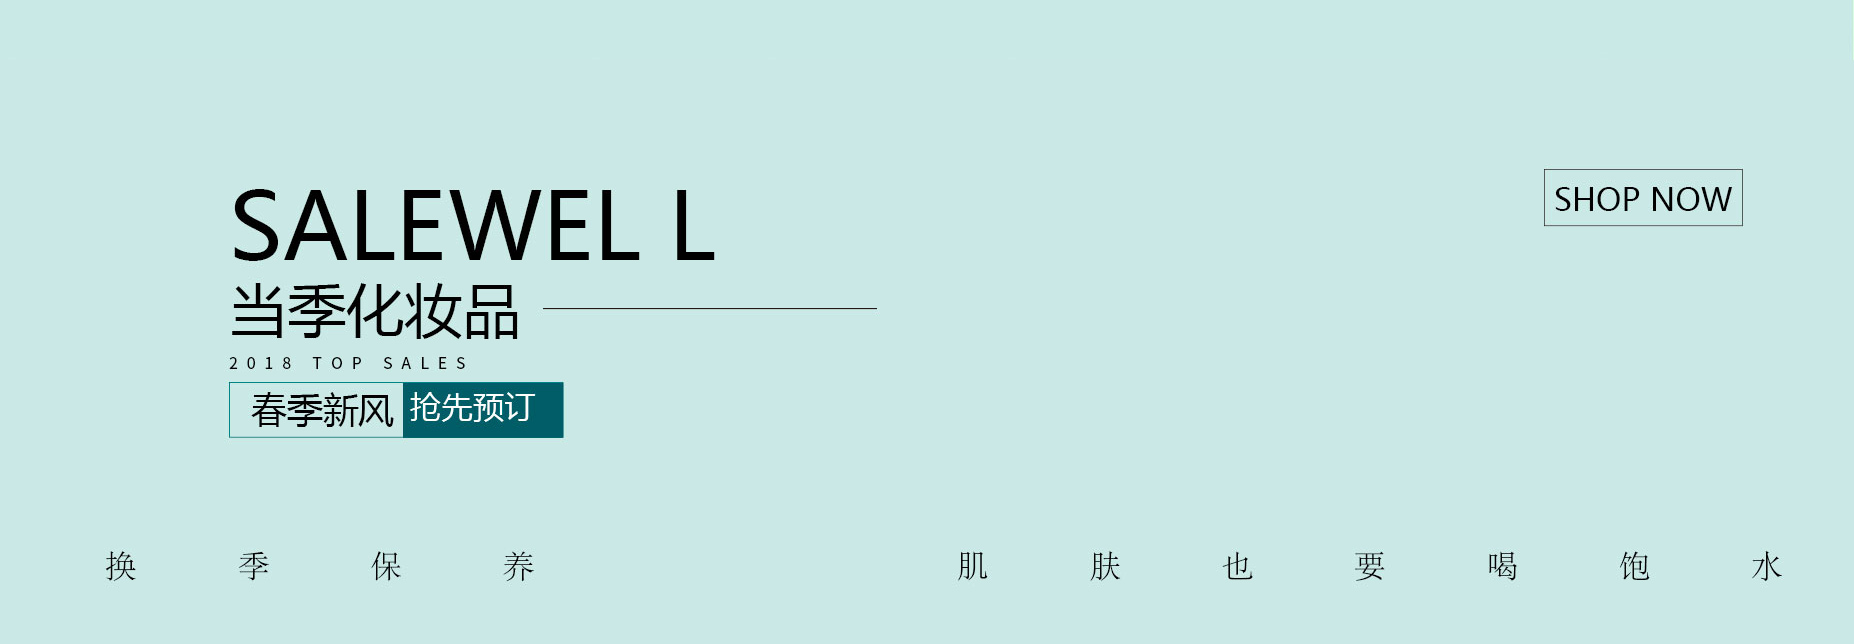 SALEWEL L
SHOP NOW
当季化妆品
2018 TOP SALES
春季新风 抢先预订
换季保养 肌肤也要喝饱水